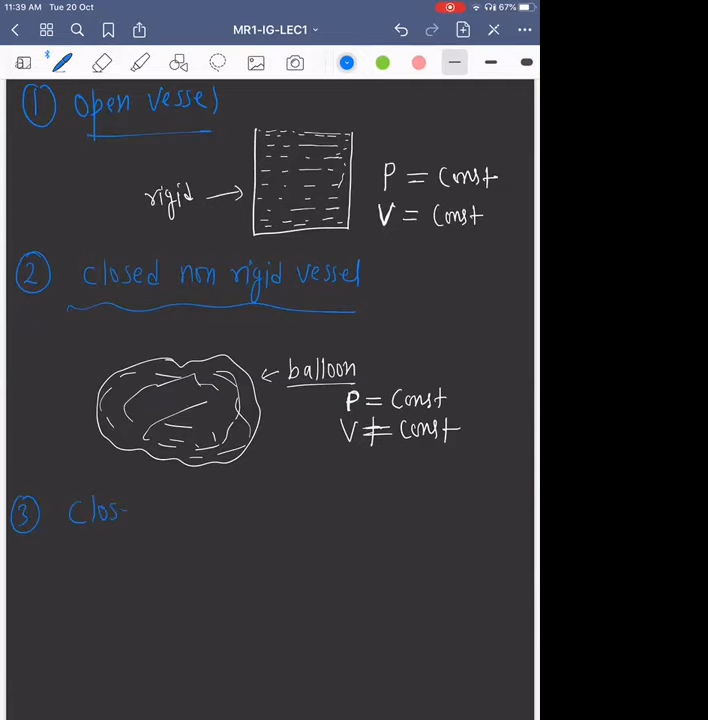 11:39 AM Tue 20 Oct
67%
MR1-IG-LEC1
① open vessel
rigid
P = const
V = const
② closed non rigid vessel
balloon
P = const
V ≠ const
③ Clos